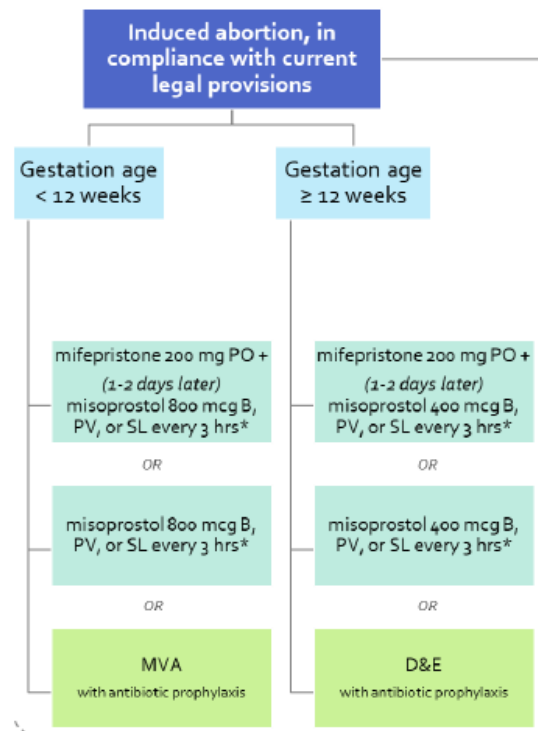 Induced abortion, in
compliance with current
legal provisions
Gestation age
< 12 weeks
Gestation age
≥ 12 weeks
mifepristone 200 mg PO +
(1-2 days later)
misoprostol 800 mcg B,
PV, or SL every 3 hrs*
OR
misoprostol 800 mcg B,
PV, or SL every 3 hrs*
OR
MVA
with antibiotic prophylaxis
mifepristone 200 mg PO +
(1-2 days later)
misoprostol 400 mcg B,
PV, or SL every 3 hrs*
OR
misoprostol 400 mcg B,
PV, or SL every 3 hrs*
OR
D&E
with antibiotic prophylaxis